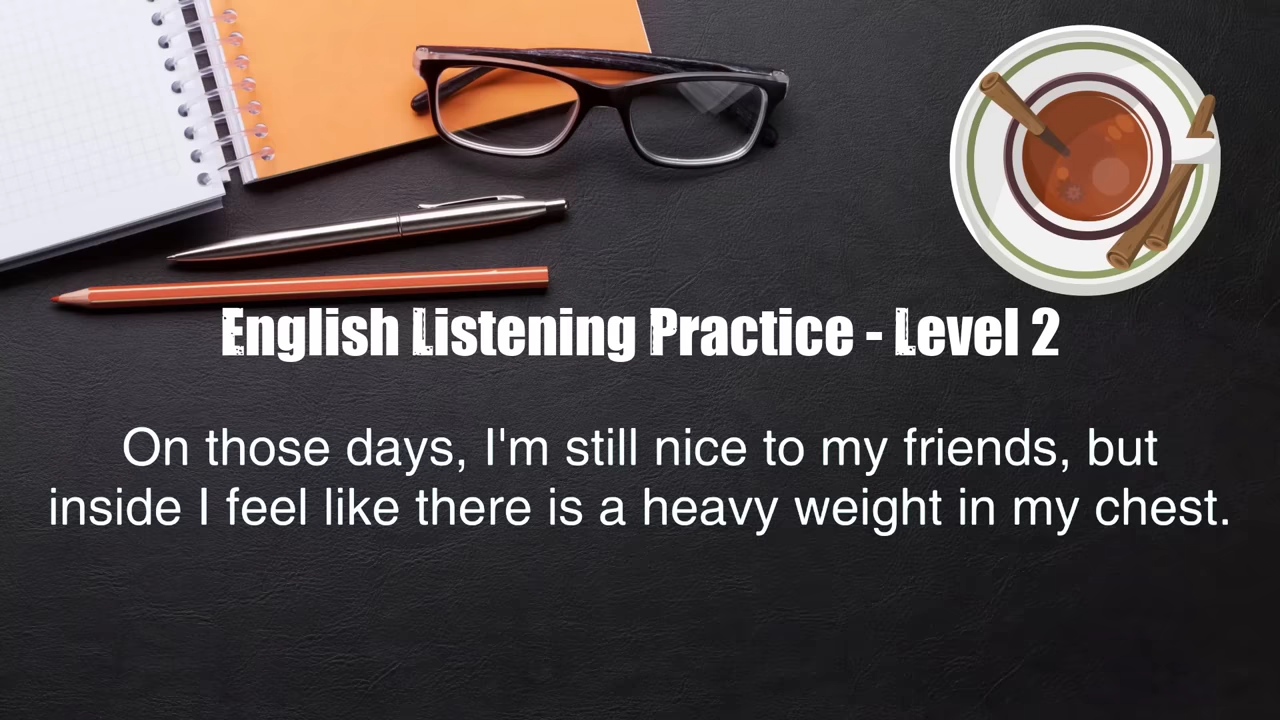 English Listening Practice - Level 2
On those days, I'm still nice to my friends, but
inside I feel like there is a heavy weight in my chest.